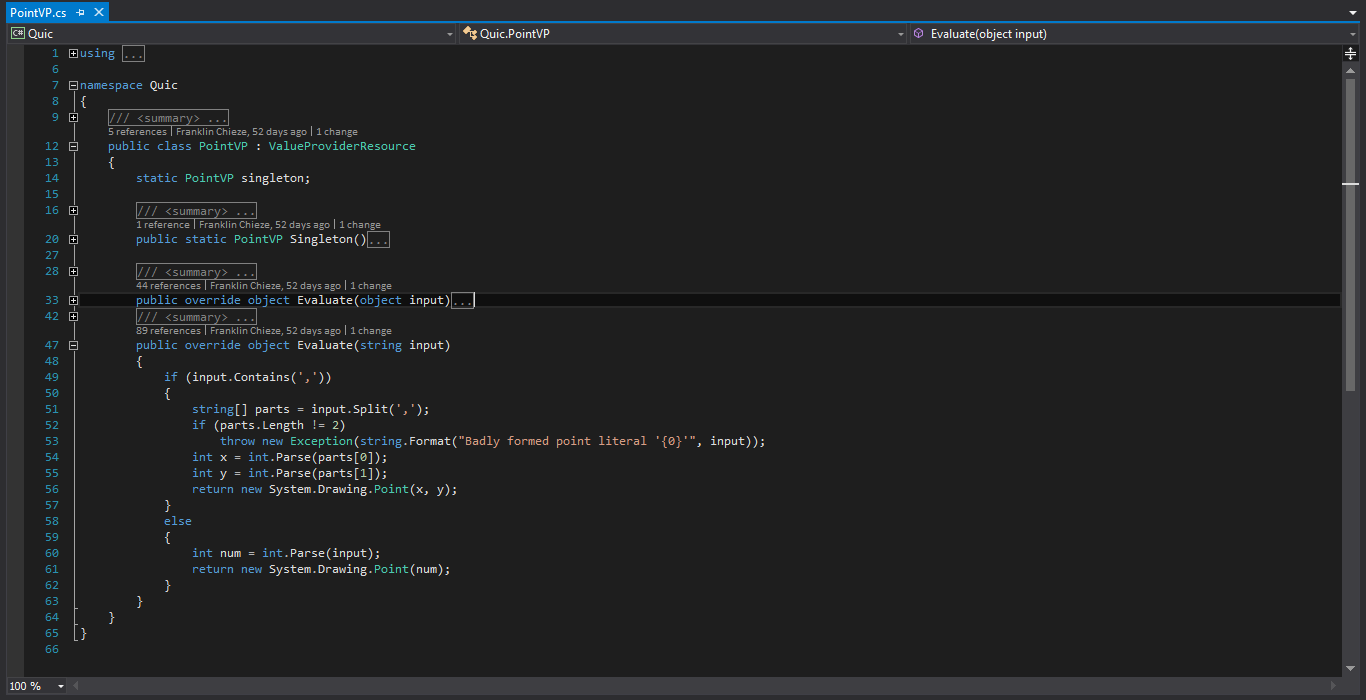 PointVP.cs
C# Quic Quic.PointVP Evaluate(object input)
1 using ...
6
7 namespace Quic
8 {
9 /// <summary> ...
5 references | Franklin Chieze, 52 days ago | 1 change
12 public class PointVP : ValueProviderResource
13 {
14 static PointVP singleton;
15
16 /// <summary> ...
1 reference | Franklin Chieze, 52 days ago | 1 change
20 public static PointVP Singleton()...
27
28 /// <summary> ...
44 references | Franklin Chieze, 52 days ago | 1 change
33 public override object Evaluate(object input)...
42 /// <summary> ...
89 references | Franklin Chieze, 52 days ago | 1 change
47 public override object Evaluate(string input)
48 {
49 if (input.Contains(','))
50 {
51 string[] parts = input.Split(',');
52 if (parts.Length != 2)
53 throw new Exception(string.Format("Badly formed point literal '{0}'", input));
54 int x = int.Parse(parts[0]);
55 int y = int.Parse(parts[1]);
56 return new System.Drawing.Point(x, y);
57 }
58 else
59 {
60 int num = int.Parse(input);
61 return new System.Drawing.Point(num);
62 }
63 }
64 }
65 }
66
100 %